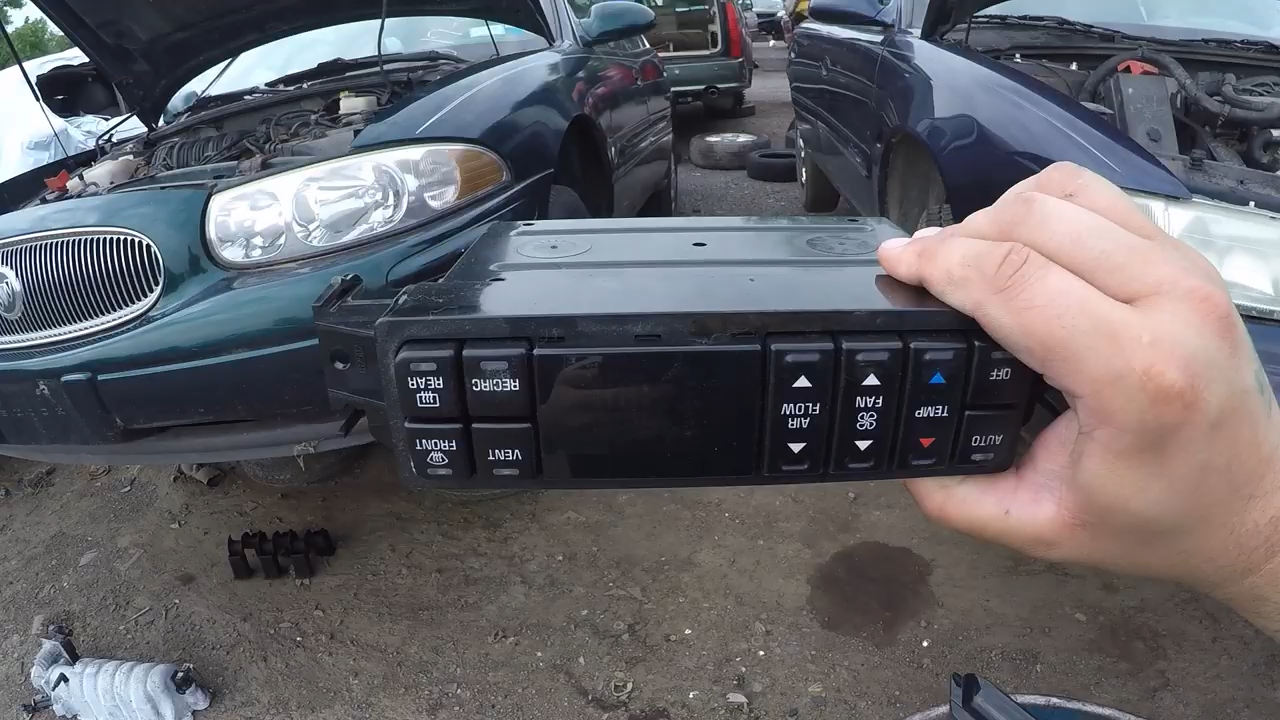 REAR
RECIRC
FRONT
VENT
AIR
FLOW
FAN
TEMP
OFF
AUTO